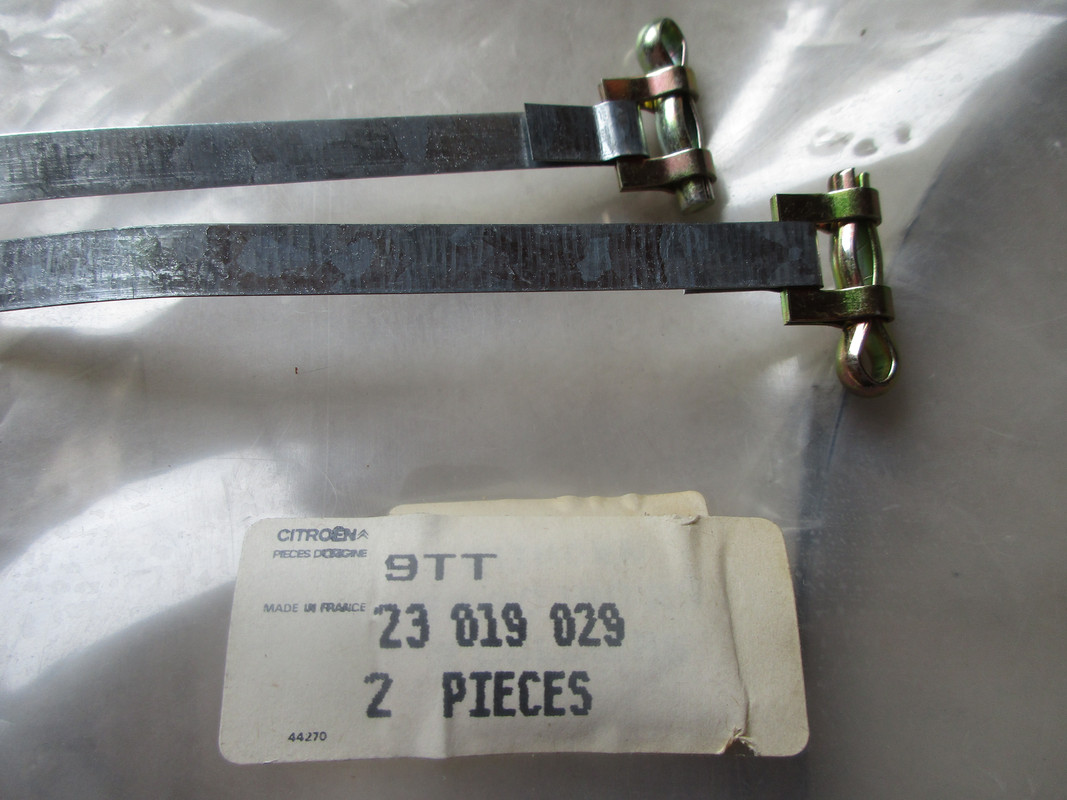 CITROËN
PIECES D'ORIGINE
9TT
MADE IN FRANCE
23 019 029
2 PIECES
44270